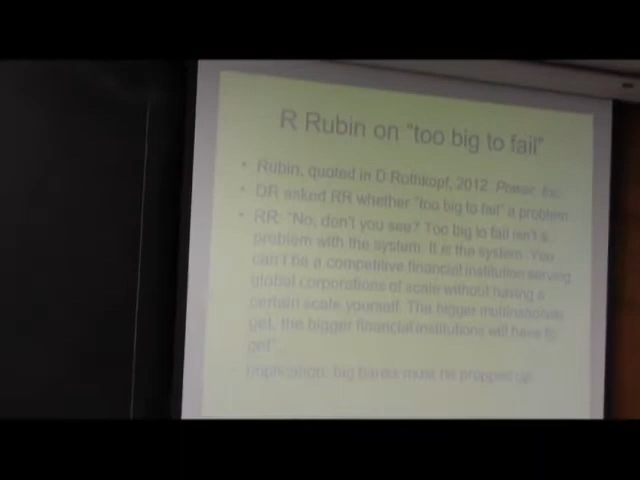 R Rubin on "too big to fail"
• Rubin, quoted in D Rothkopf, 2012, Power, Inc.
• DR asked RR whether "too big to fail" a problem
• RR: "No, don't you see? Too big to fail isn't a
problem with the system. It is the system. You
can't be a competitive financial institution serving
global corporations of scale without having a
certain scale yourself. The bigger multinationals
get, the bigger financial institutions will have to
get"
• Implication: big banks must be propped up